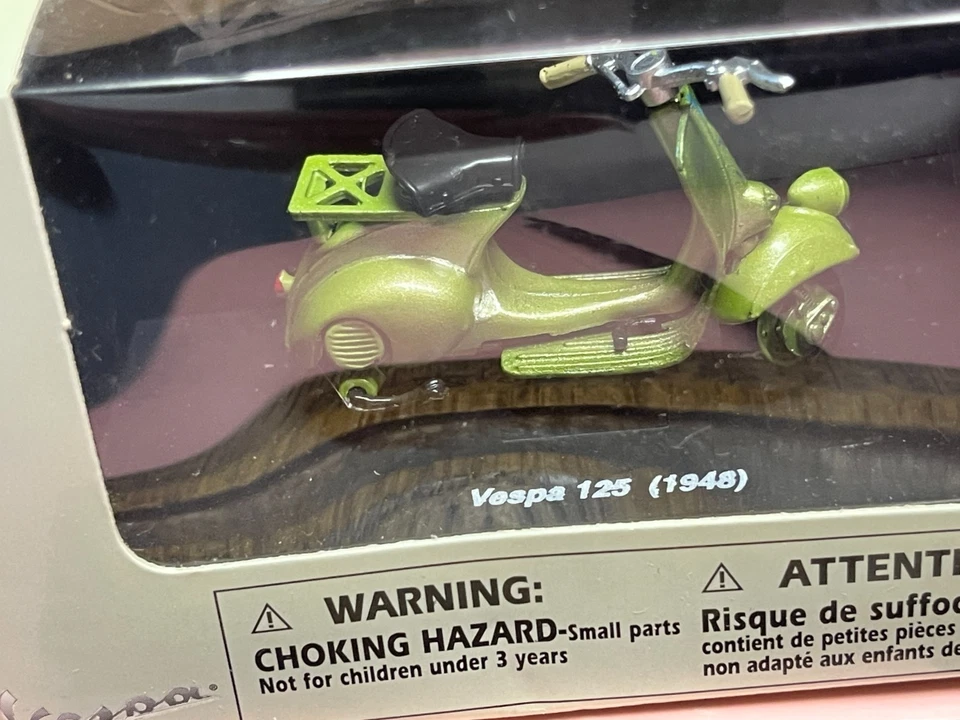 Vespa 125 (1948)
WARNING:
CHOKING HAZARD-Small parts
Not for children under 3 years
ATTENTI
Risque de suffoc
contient de petites pièces
non adapté aux enfants de
Vespa